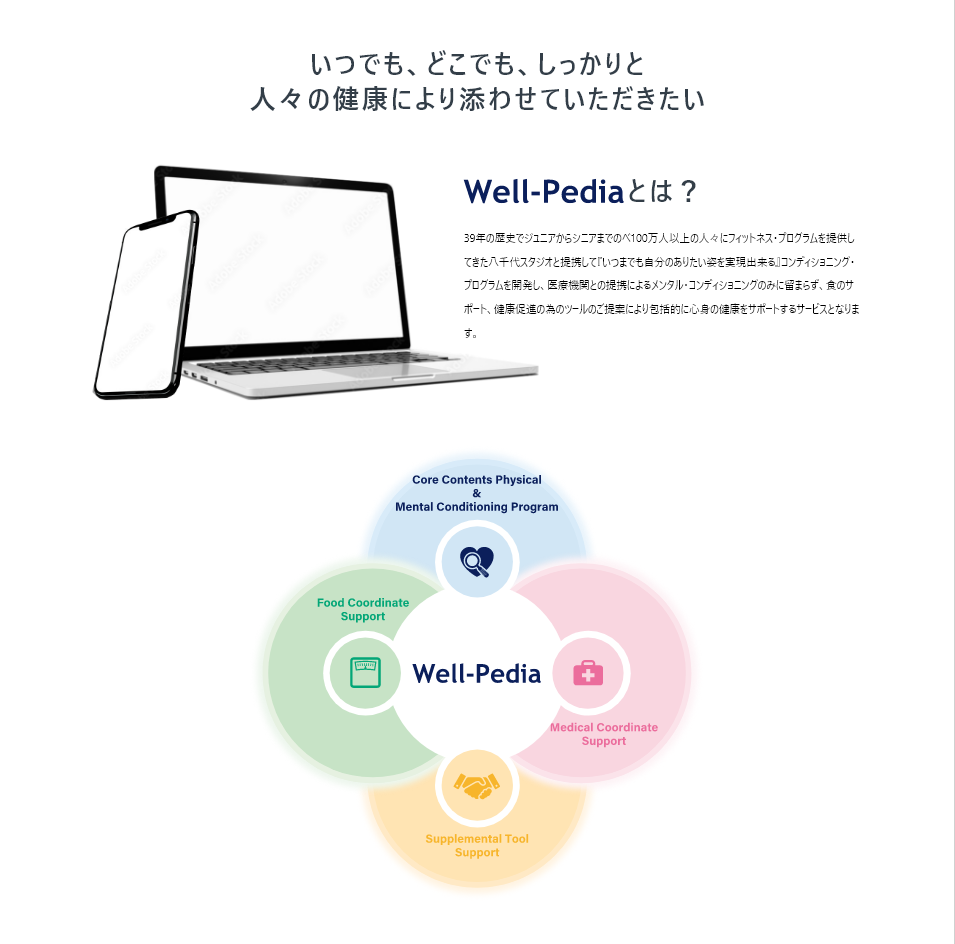 いつでも、どこでも、しっかりと
人々の健康により添わせていただきたい
Well-Pediaとは？
39年の歴史でジュニアからシニアまでのべ100万人以上の人々にフィットネス・プログラムを提供し
てきた八千代スタジオと提携して『いつまでも自分のありたい姿を実現出来る』コンディショニング・
プログラムを開発し、医療機関との提携によるメンタル・コンディショニングのみに留まらず、食のサ
ポート、健康促進の為のツールのご提案により包括的に心身の健康をサポートするサービスとなりま
す。
Core Contents Physical
&
Mental Conditioning Program
Food Coordinate
Support
Well-Pedia
Medical Coordinate
Support
Supplemental Tool
Support